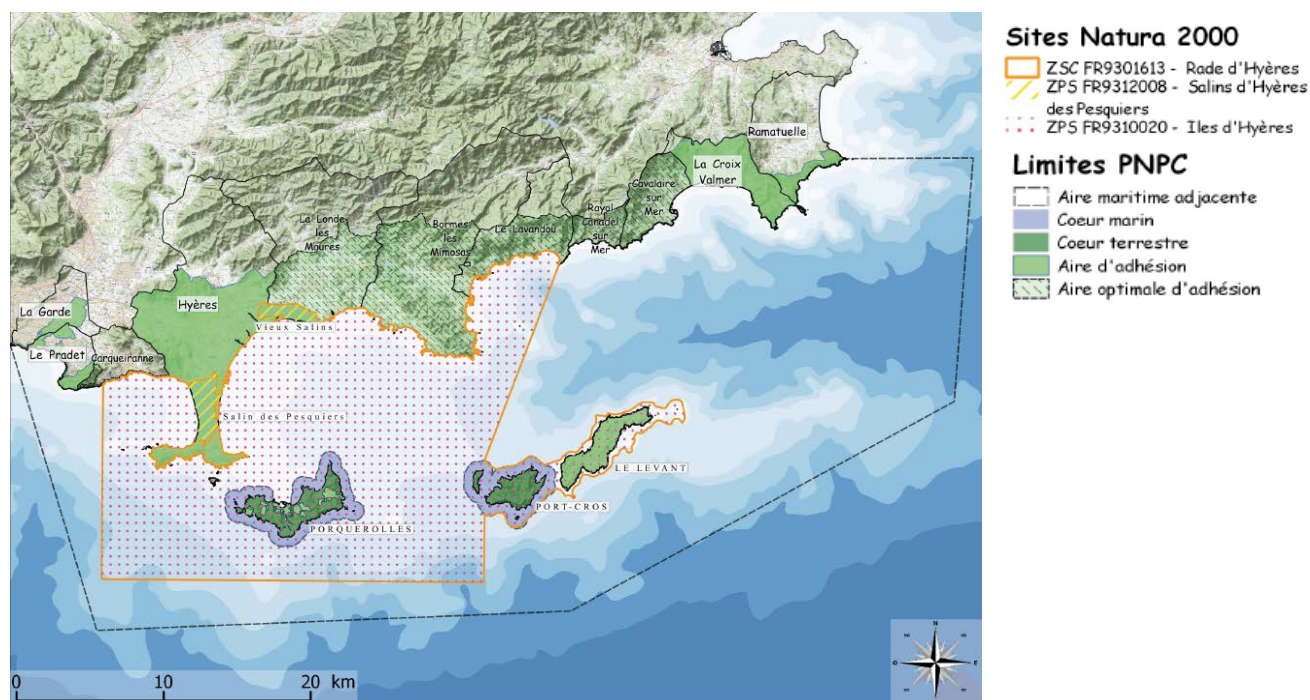 Ramatuelle
La Croix
Valmer
Cavalaire
sur
Mer
Rayol
Canadel
sur
Mer
Le Lavandou
Bormes
les
Mimosas
La Londe
les
Maures
Hyères
La Garde
Le Pradet
Carqueiranne
Vieux Salins
Salin des Pesquiers
LE LEVANT
PORT-CROS
PORQUEROLLES
0 10 20 km
N
E
S
O
Sites Natura 2000
ZSC FR9301613 - Rade d'Hyères
ZPS FR9312008 - Salins d'Hyères
des Pesquiers
ZPS FR9310020 - Iles d'Hyères
Limites PNPC
Aire maritime adjacente
Coeur marin
Coeur terrestre
Aire d'adhésion
Aire optimale d'adhésion